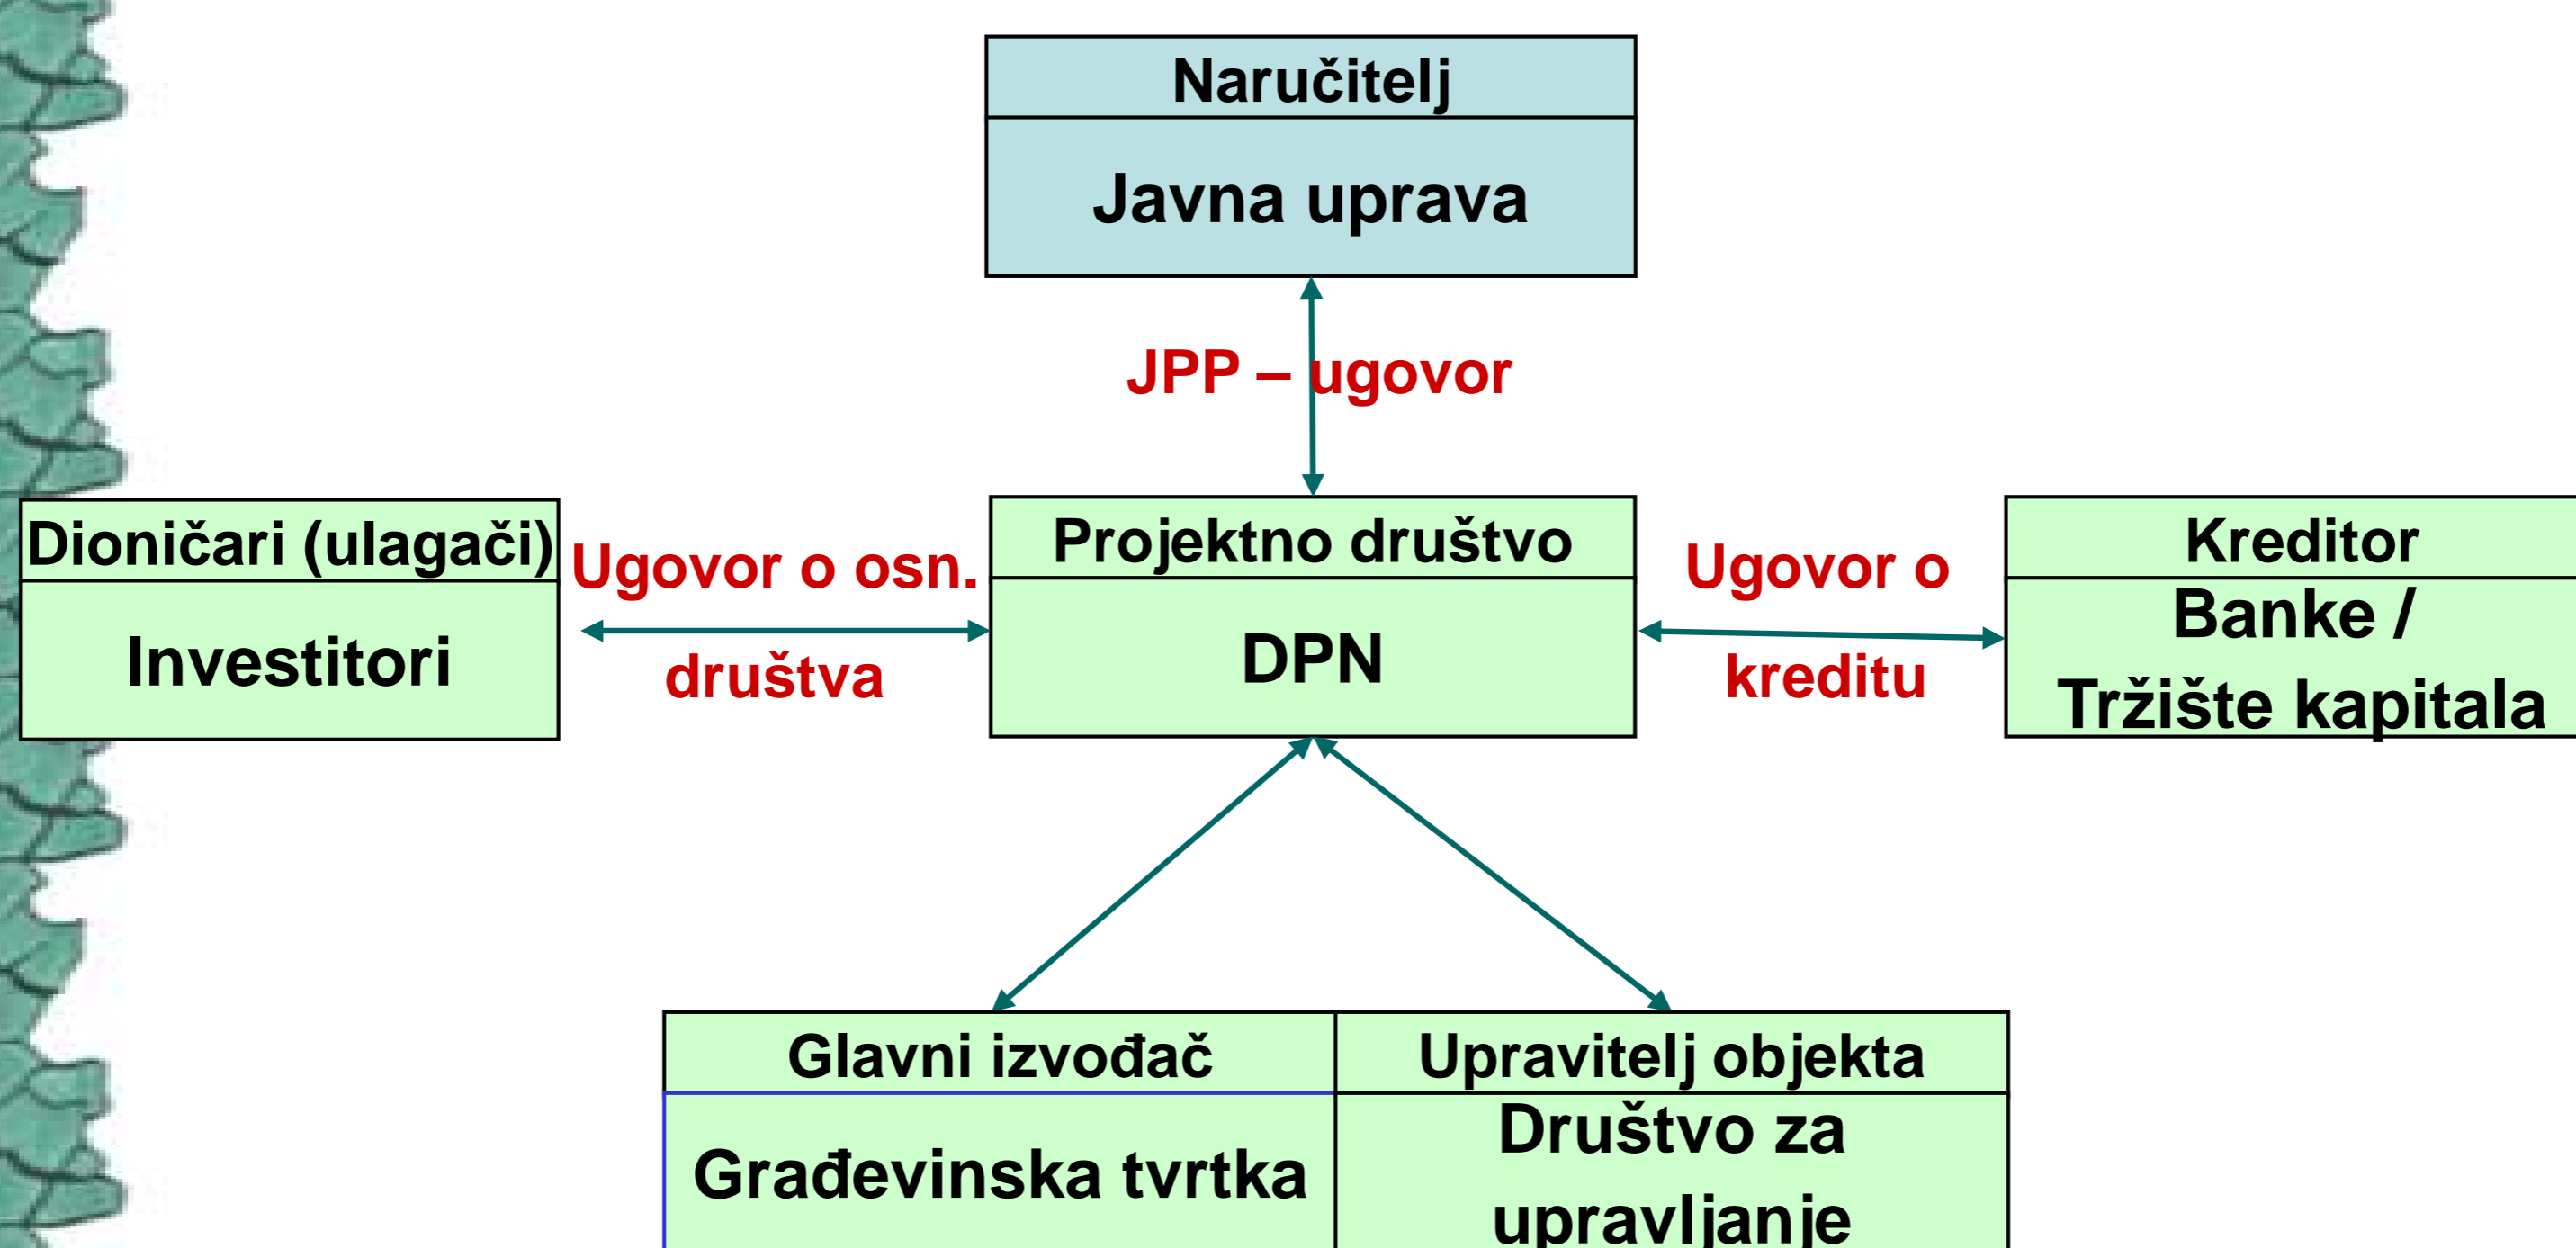 Naručitelj
Javna uprava
JPP – ugovor
Dioničari (ulagači)
Investitori
Ugovor o osn.
društva
Projektno društvo
DPN
Ugovor o
kreditu
Kreditor
Banke /
Tržište kapitala
Glavni izvođač
Građevinska tvrtka
Upravitelj objekta
Društvo za
upravljanje